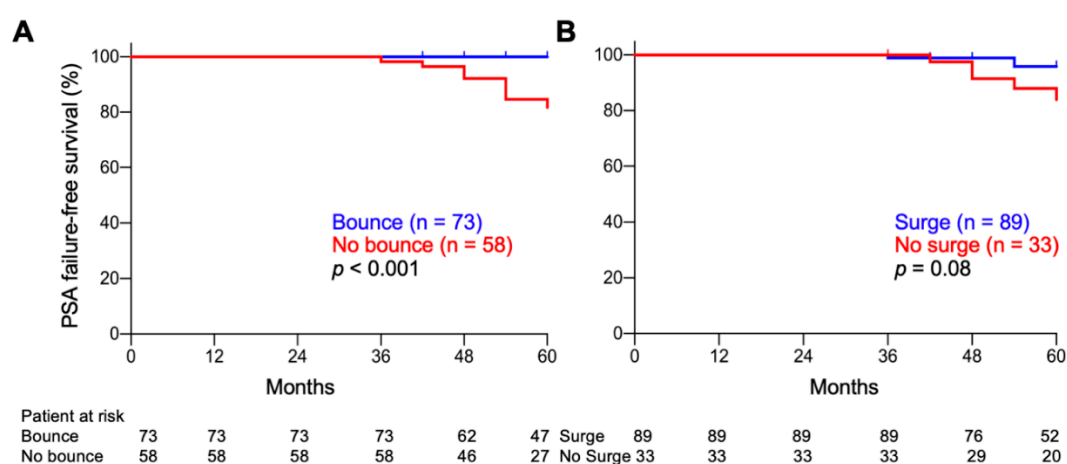 A
PSA failure-free survival (%)
100
80
60
40
20
0
Bounce (n = 73)
No bounce (n = 58)
p < 0.001
0 12 24 36 48 60
Months
B
100
80
60
40
20
0
Surge (n = 89)
No surge (n = 33)
p = 0.08
0 12 24 36 48 60
Months
Patient at risk
Bounce 73 73 73 73 62 47 Surge 89 89 89 89 76 52
No bounce 58 58 58 58 46 27 No Surge 33 33 33 33 29 20